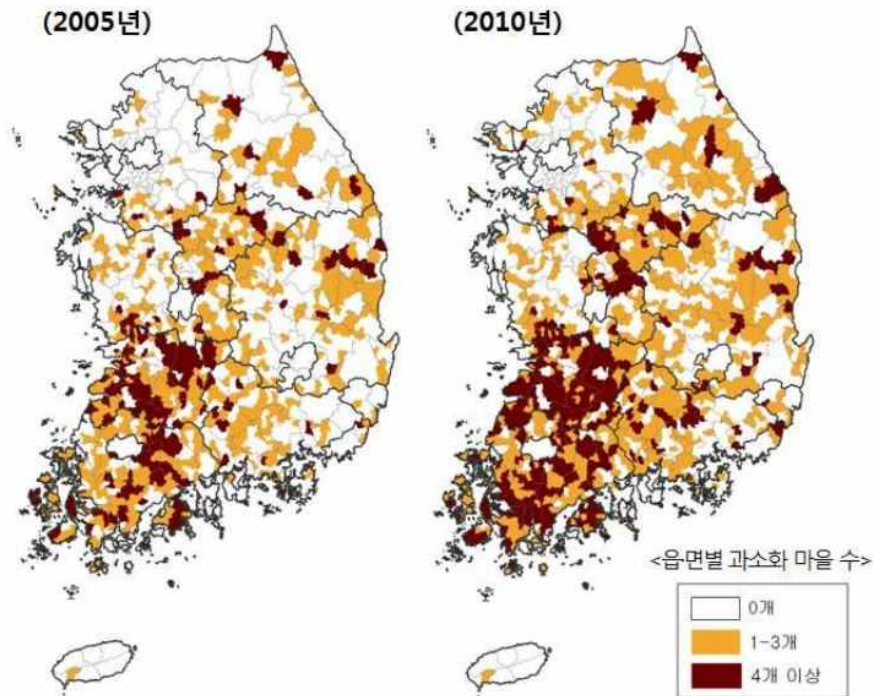 (2005년)
(2010년)
<읍·면별 과소화 마을 수>
0개
1-3개
4개 이상